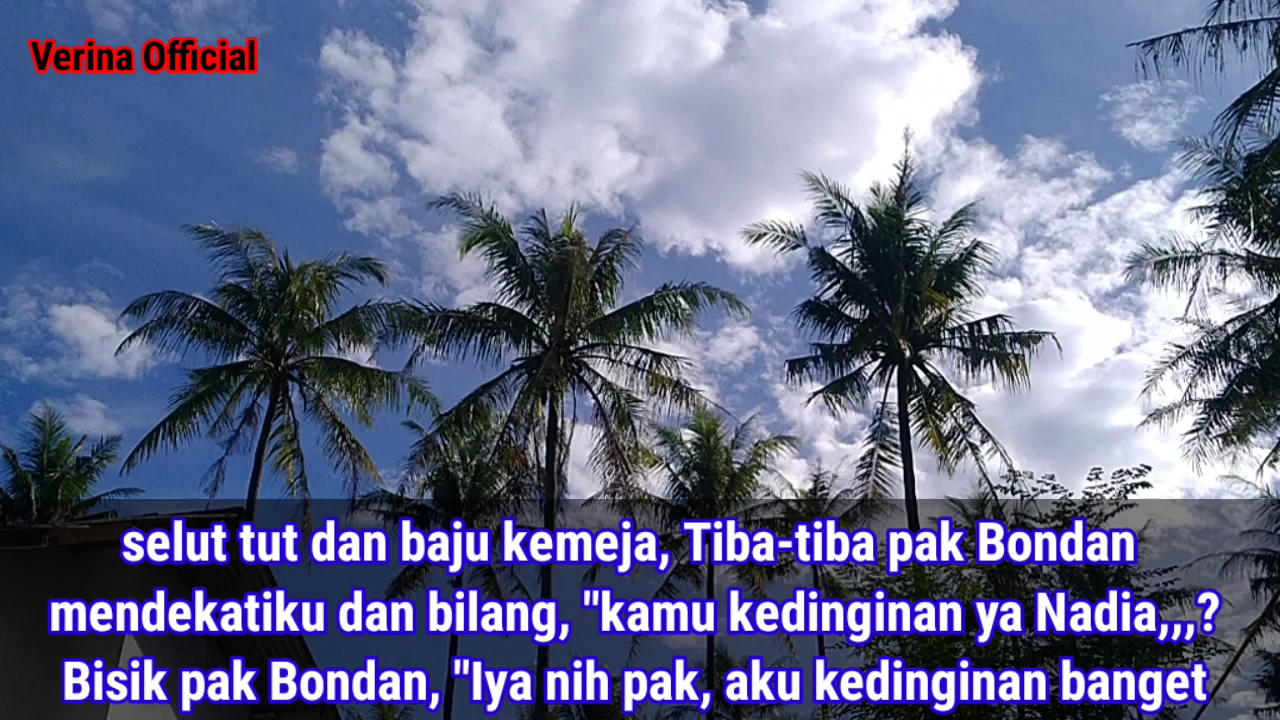 Verina Official
selut tut dan baju kemeja, Tiba-tiba pak Bondan
mendekatiku dan bilang, "kamu kedinginan ya Nadia,,,?
Bisik pak Bondan, "Iya nih pak, aku kedinginan banget